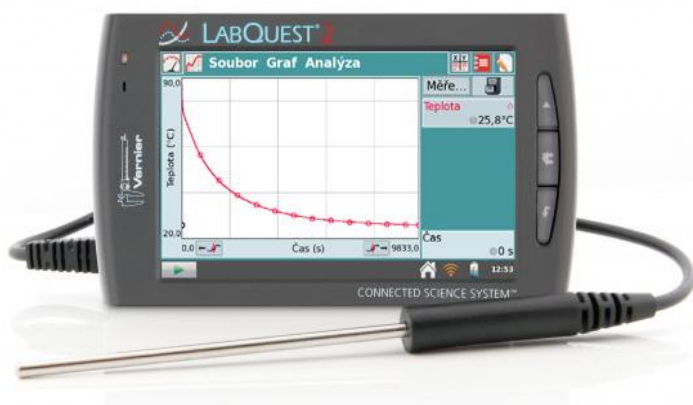 LABQUEST® 2
Soubor Graf Analýza
X Y
90,0
Teplota (°C)
20,0
0,0
Čas (s)
9833,0
Měře...
Teplota
25,8°C
Čas
0 s
12:53
Vernier
CONNECTED SCIENCE SYSTEM™